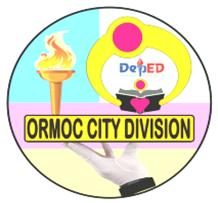 DepED
ORMOC CITY DIVISION